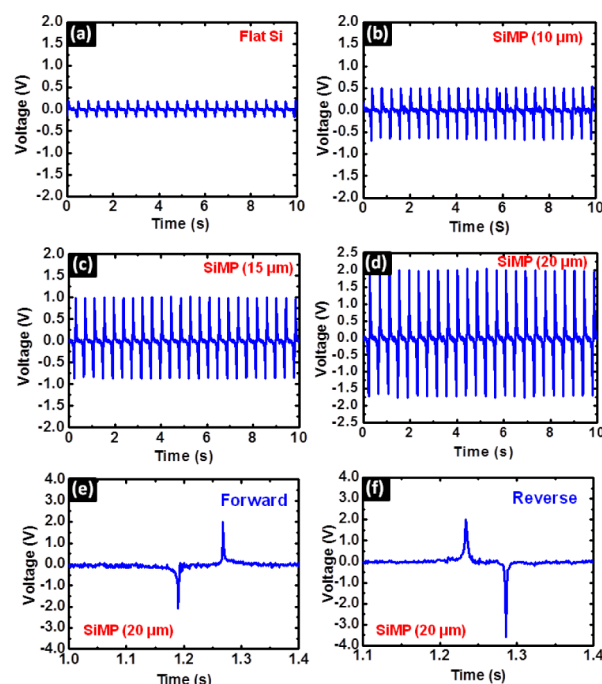 (a)
Flat Si
Voltage (V)
2.0
1.5
1.0
0.5
0.0
-0.5
-1.0
-1.5
-2.0
0 2 4 6 8 10
Time (s)
(b)
SiMP (10 µm)
Voltage (V)
2.0
1.5
1.0
0.5
0.0
-0.5
-1.0
-1.5
-2.0
0 2 4 6 8 10
Time (S)
(c)
SiMP (15 µm)
Voltage (V)
2.0
1.5
1.0
0.5
0.0
-0.5
-1.0
-1.5
-2.0
0 2 4 6 8 10
Time (s)
(d)
SiMP (20 µm)
Voltage (V)
2.5
2.0
1.5
1.0
0.5
0.0
-0.5
-1.0
-1.5
-2.0
-2.5
0 2 4 6 8 10
Time (s)
(e)
Forward
Voltage (V)
4.0
3.0
2.0
1.0
0.0
-1.0
-2.0
-3.0
-4.0
SiMP (20 µm)
1.0 1.1 1.2 1.3 1.4
Time (s)
(f)
Reverse
Voltage (V)
4.0
3.0
2.0
1.0
0.0
-1.0
-2.0
-3.0
-4.0
SiMP (20 µm)
1.1 1.2 1.3 1.4
Time (s)